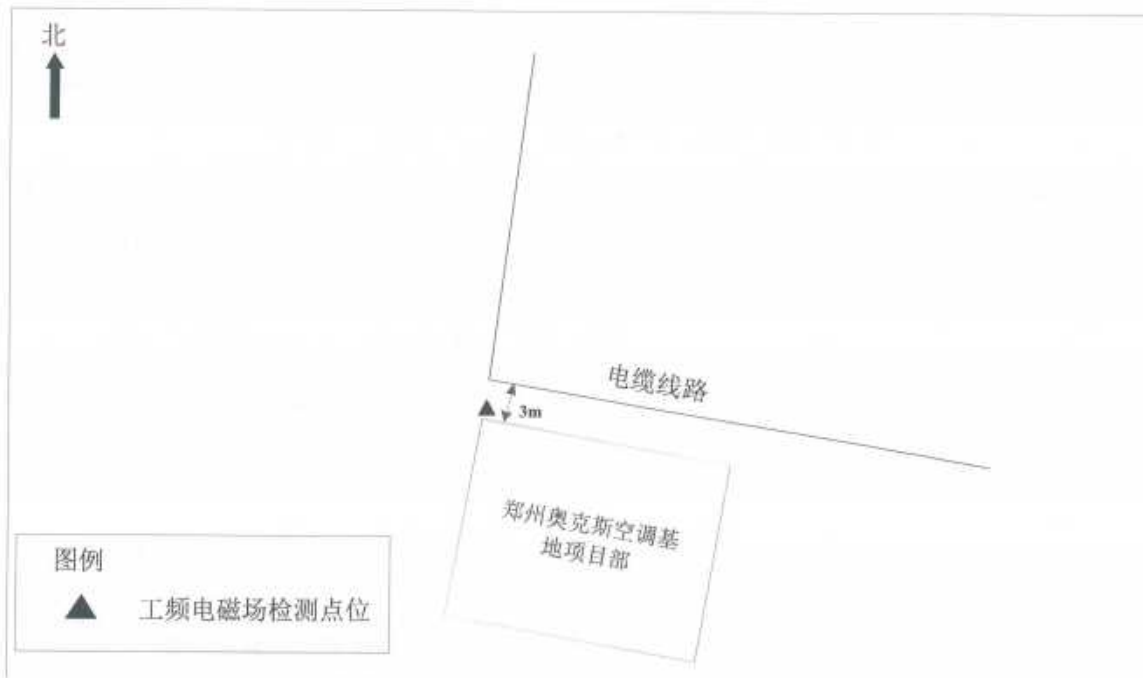 北
电缆线路
3m
郑州奥克斯空调基
地项目部
图例
工频电磁场检测点位